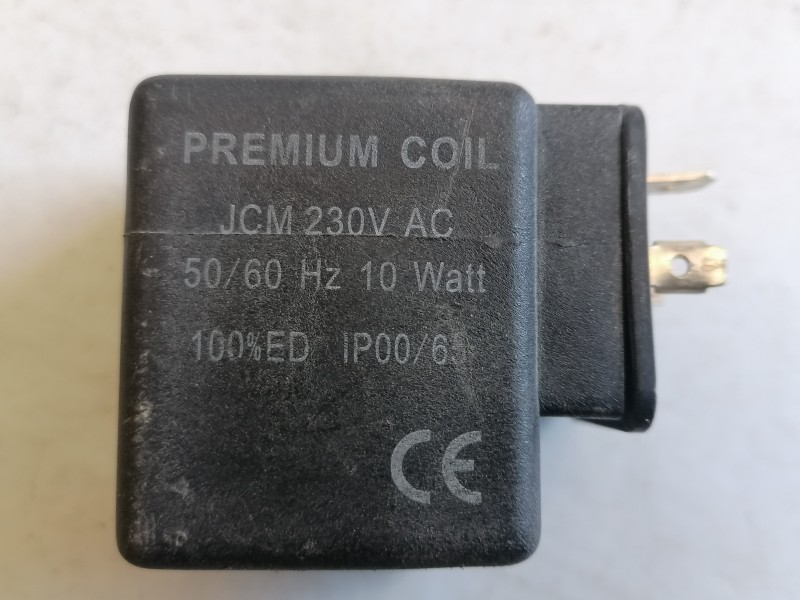 PREMIUM COIL
JCM 230V AC
50/60 Hz 10 Watt
100%ED IP00/65
CE